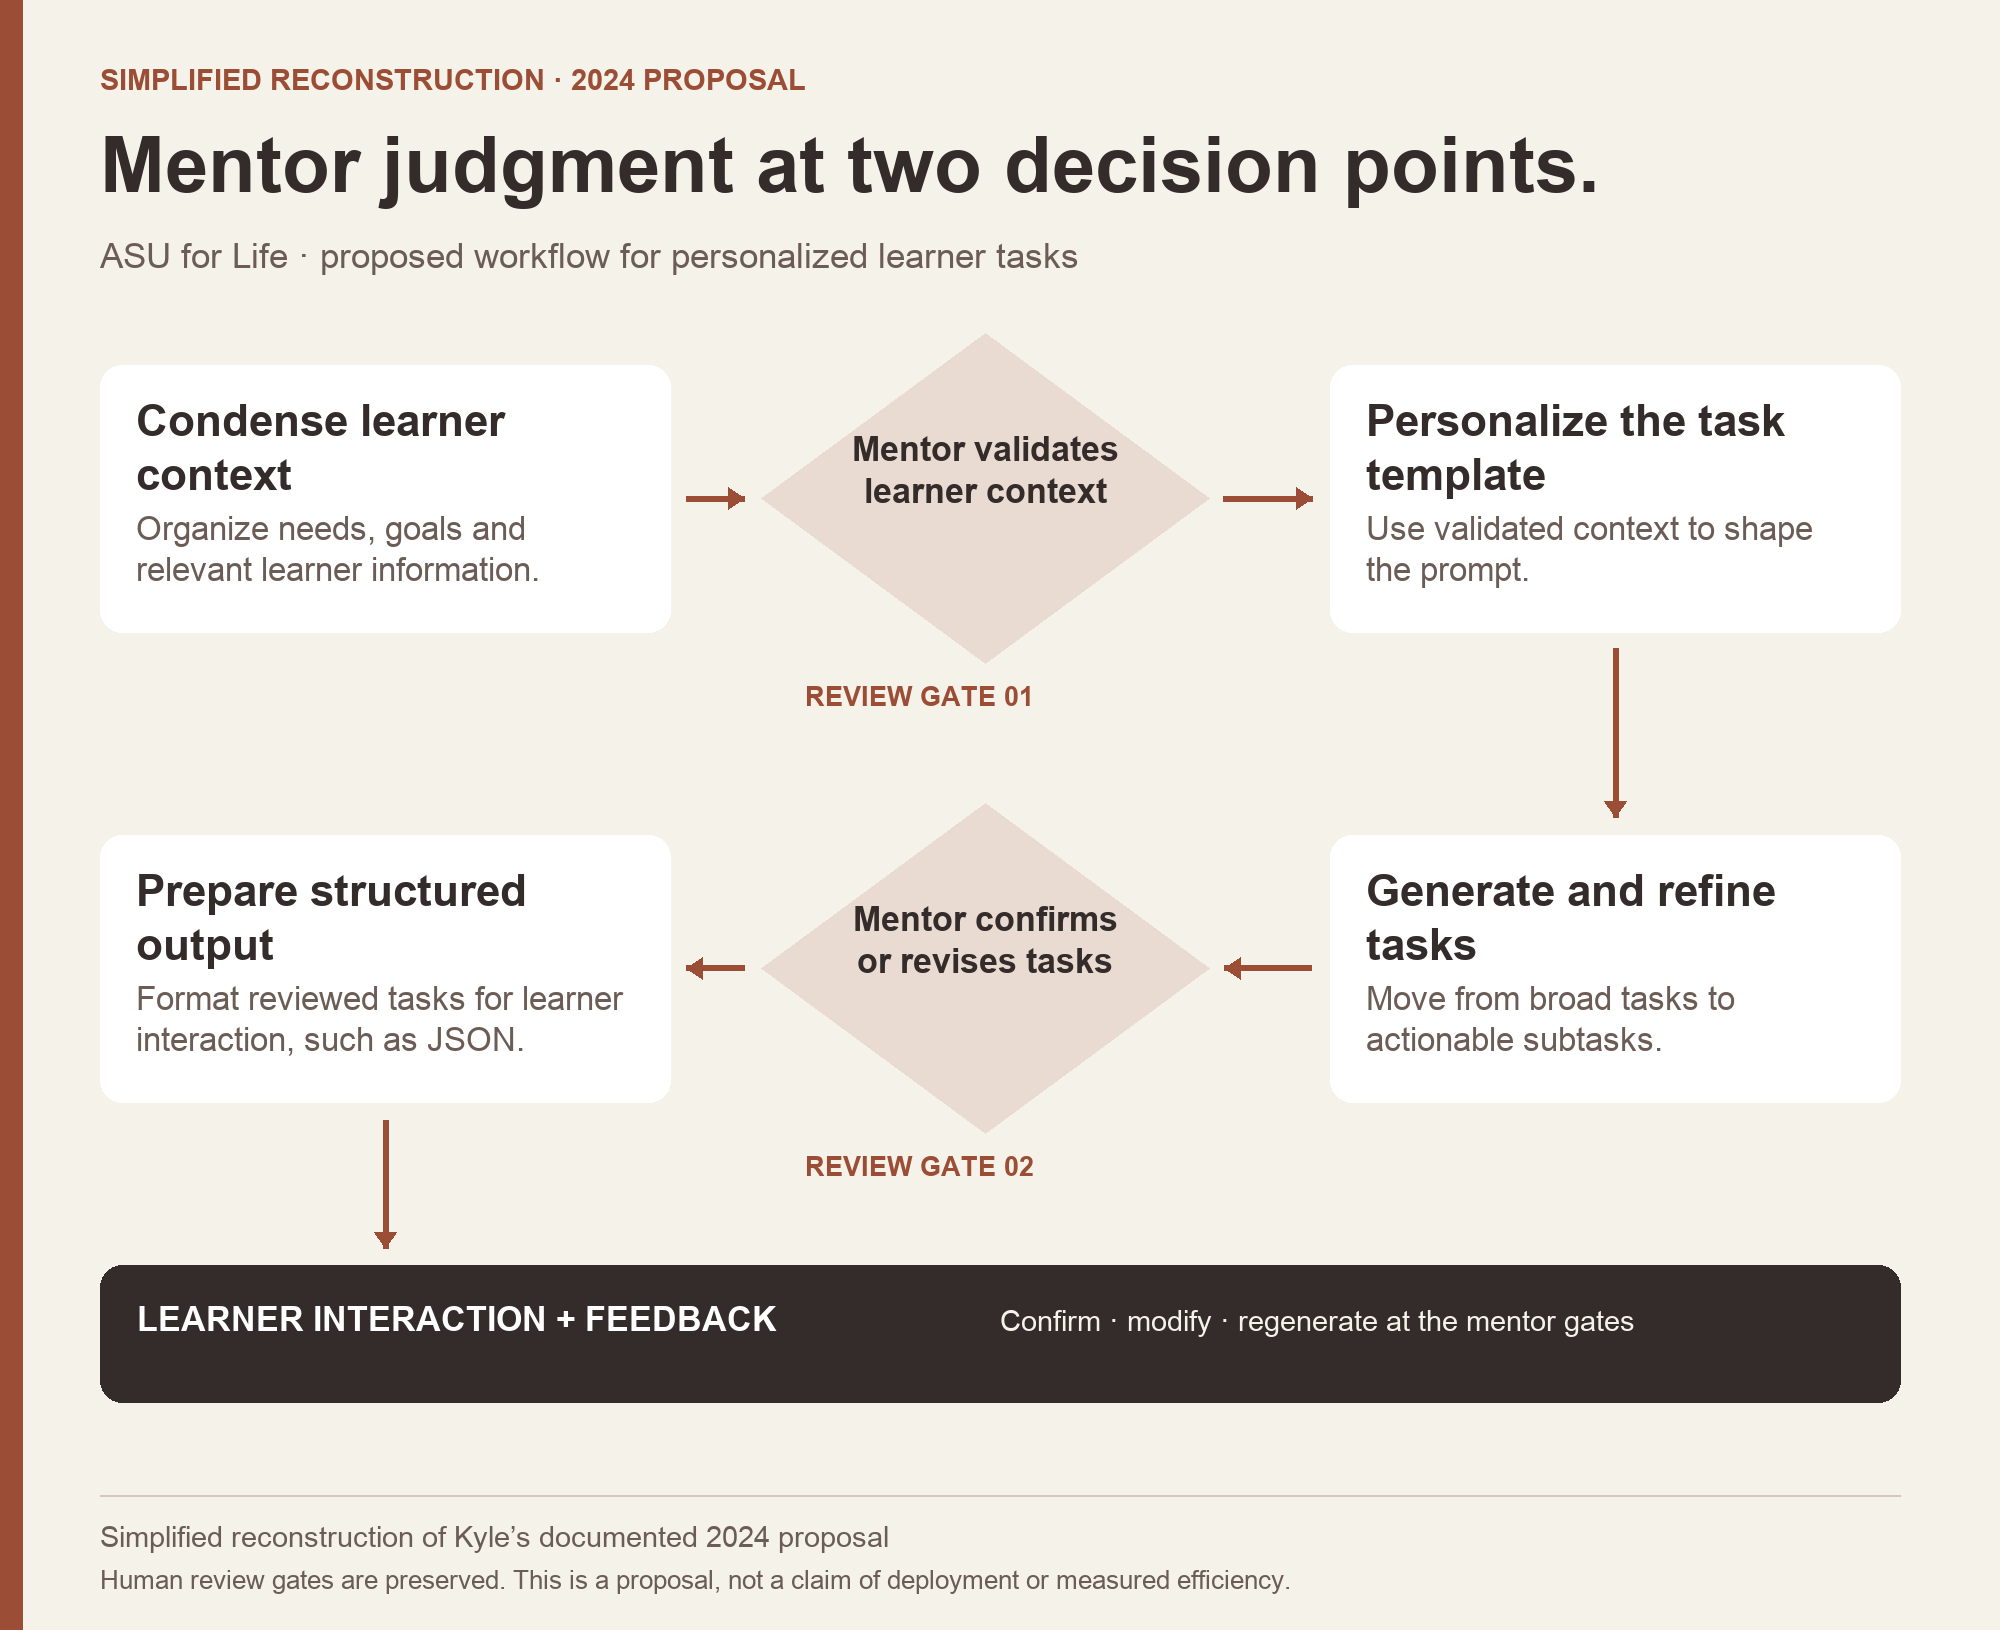 SIMPLIFIED RECONSTRUCTION · 2024 PROPOSAL
Mentor judgment at two decision points.
ASU for Life · proposed workflow for personalized learner tasks
Condense learner
context
Organize needs, goals and
relevant learner information.
Mentor validates
learner context
REVIEW GATE 01
Personalize the task
template
Use validated context to shape
the prompt.
Generate and refine
tasks
Move from broad tasks to
actionable subtasks.
Mentor confirms
or revises tasks
REVIEW GATE 02
Prepare structured
output
Format reviewed tasks for learner
interaction, such as JSON.
LEARNER INTERACTION + FEEDBACK
Confirm · modify · regenerate at the mentor gates
Simplified reconstruction of Kyle’s documented 2024 proposal
Human review gates are preserved. This is a proposal, not a claim of deployment or measured efficiency.